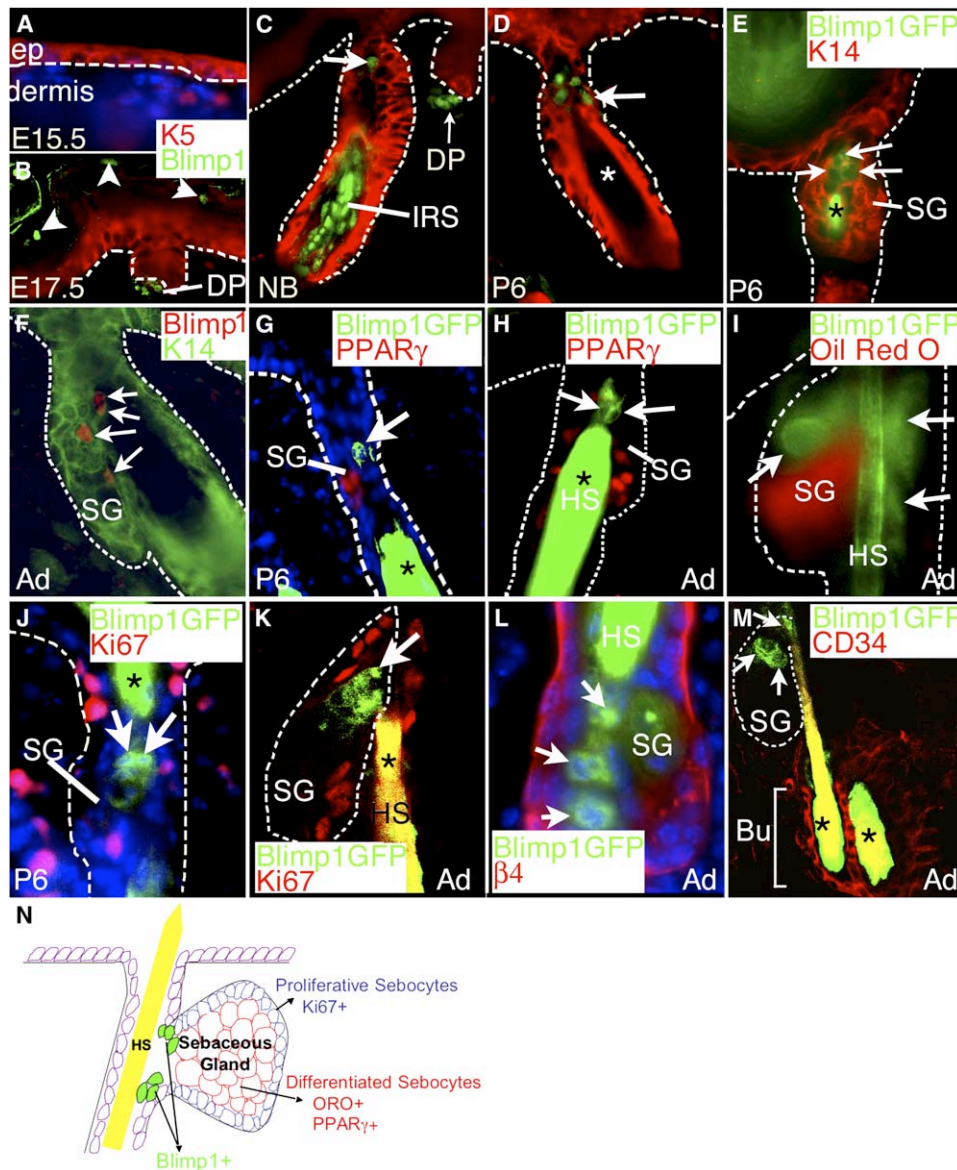 A
ep
dermis
E15.5
K5
Blimp1
B
E17.5
DP
C
DP
IRS
NB
D
*
P6
E
Blimp1GFP
K14
*
SG
P6
F
Blimp1
K14
SG
Ad
G
Blimp1GFP
PPARγ
SG
*
P6
H
Blimp1GFP
PPARγ
SG
*
HS
Ad
I
Blimp1GFP
Oil Red O
SG
HS
Ad
J
Blimp1GFP
Ki67
*
SG
P6
K
SG
*
HS
Blimp1GFP
Ki67
Ad
L
HS
SG
Blimp1GFP
β4
Ad
M
Blimp1GFP
CD34
SG
Bu
* *
Ad
N
HS
Sebaceous
Gland
Proliferative Sebocytes
Ki67+
Differentiated Sebocytes
ORO+
PPARγ+
Blimp1+